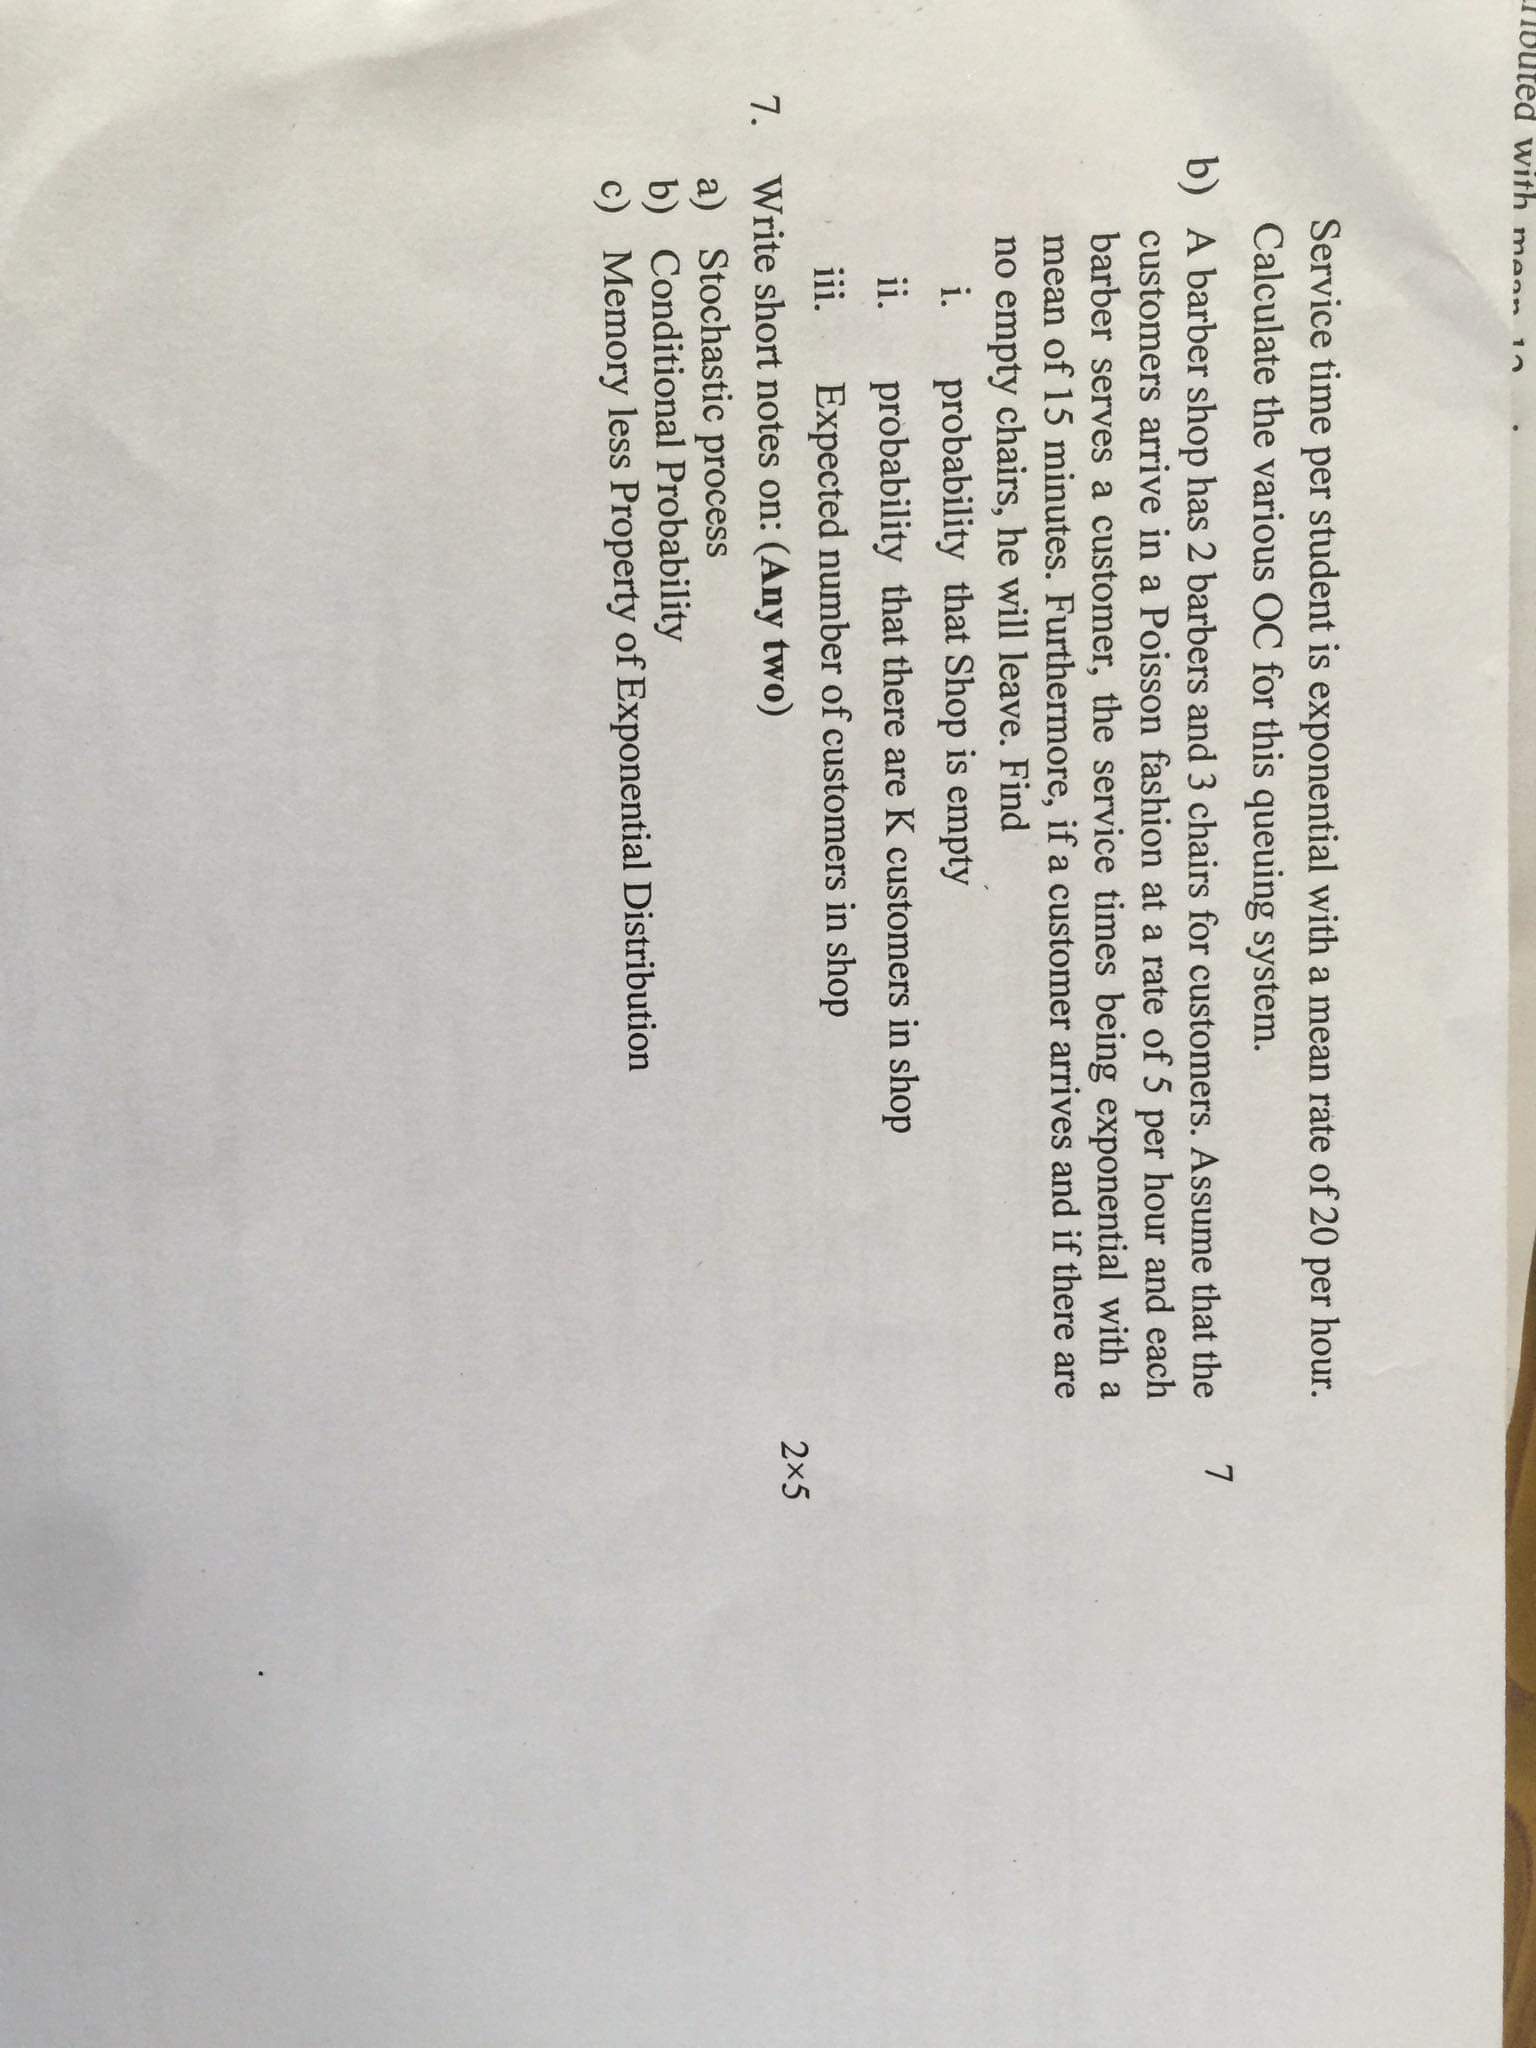 with
Service time per student is exponential with a mean rate of 20 per hour.
Calculate the various OC for this queuing system.
b) A barber shop has 2 barbers and 3 chairs for customers. Assume that the 7
customers arrive in a Poisson fashion at a rate of 5 per hour and each
barber serves a customer, the service times being exponential with a
mean of 15 minutes. Furthermore, if a customer arrives and if there are
no empty chairs, he will leave. Find
i. probability that Shop is empty
ii. probability that there are K customers in shop
iii. Expected number of customers in shop
7. Write short notes on: (Any two) 2×5
a) Stochastic process
b) Conditional Probability
c) Memory less Property of Exponential Distribution